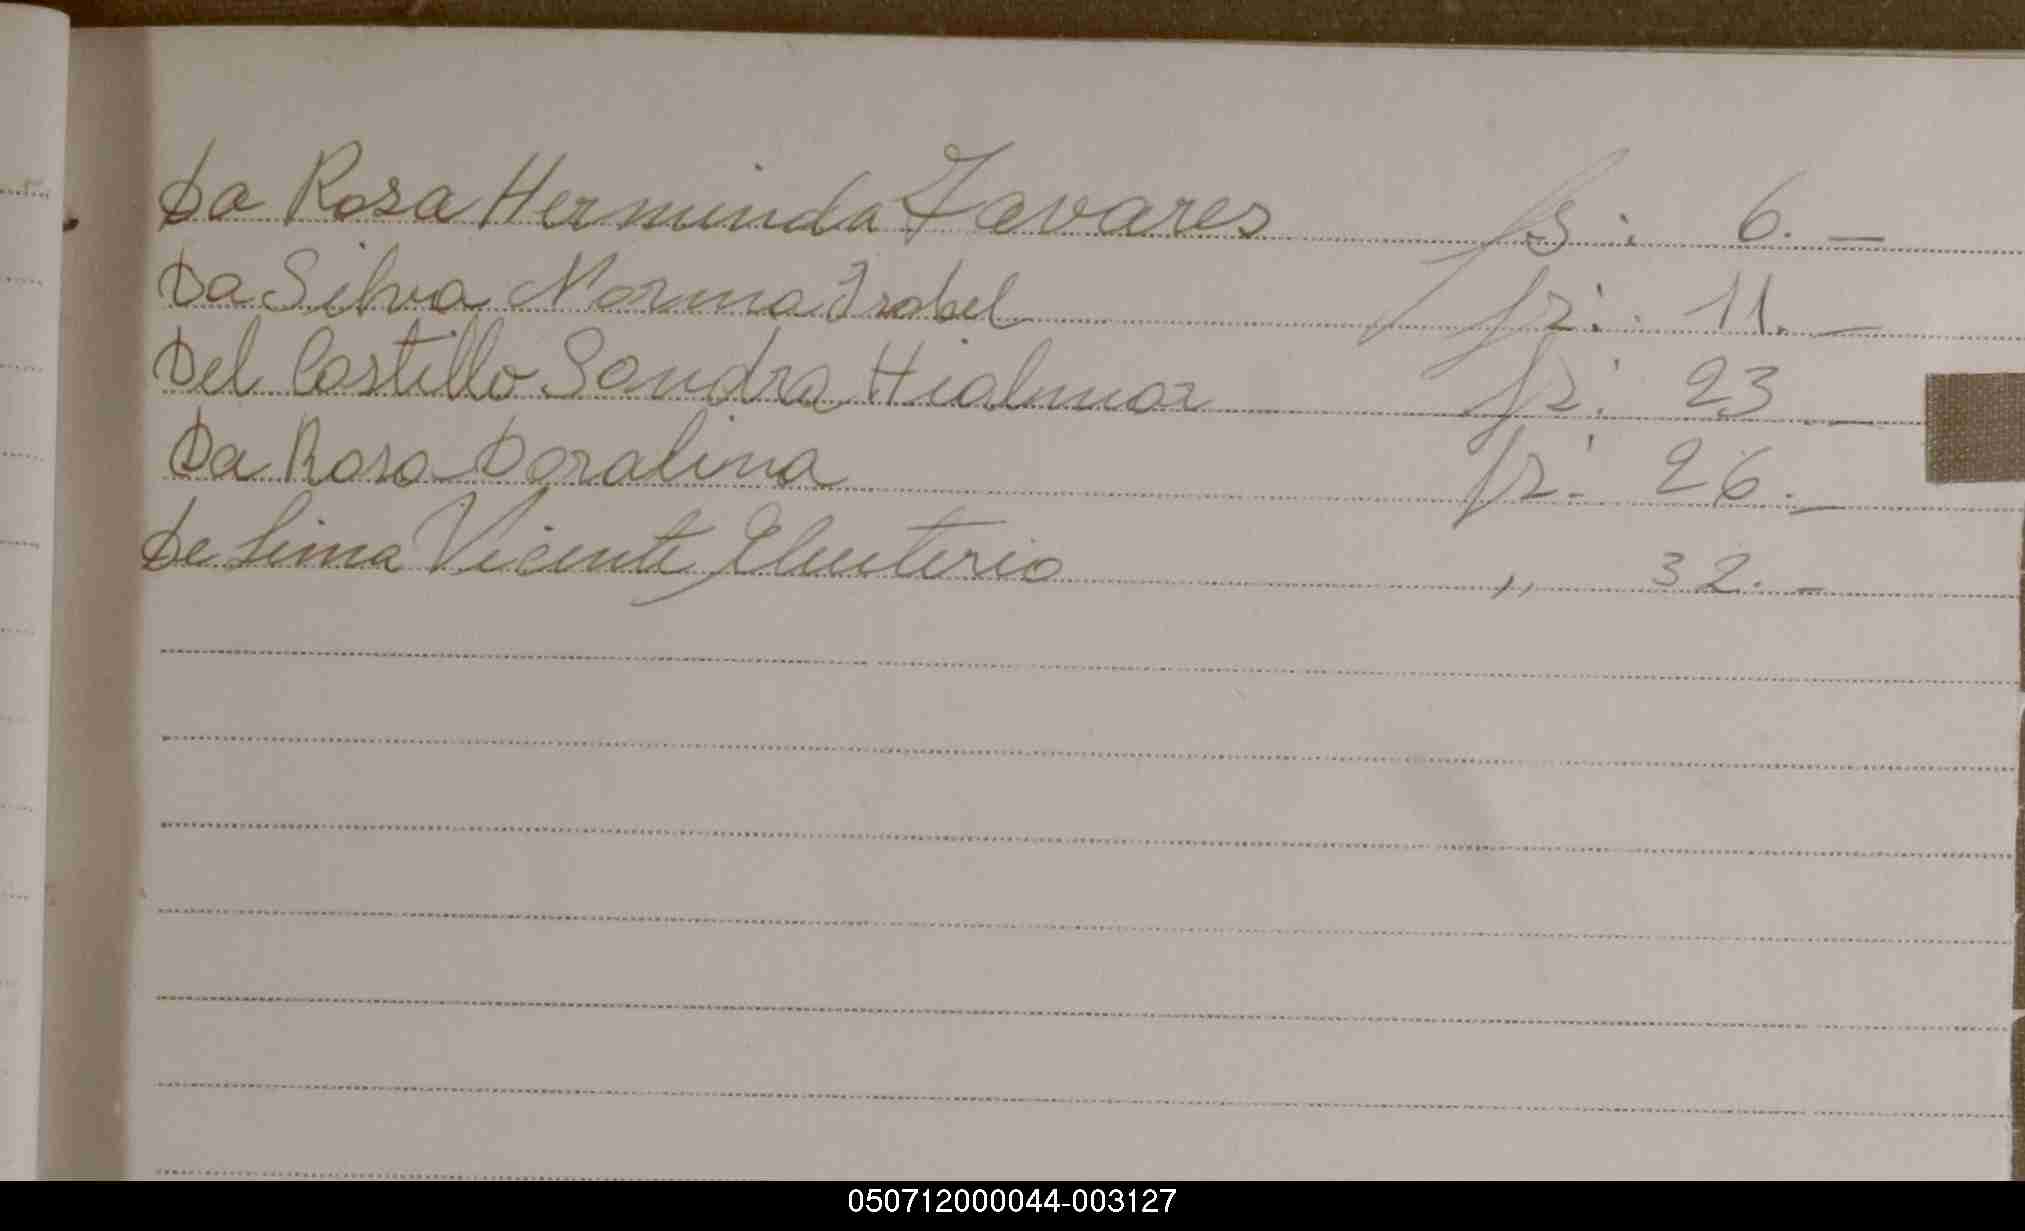 Da Rosa Herminda Tavares fs: 6.—
Da Silva Norma Isabel fs: 11.—
Del Castillo Sandra Hialmar fs: 23.—
Da Rosa Doralina fs: 26.—
De Lima Vicente Eleuterio ,, 32.—
050712000044-003127